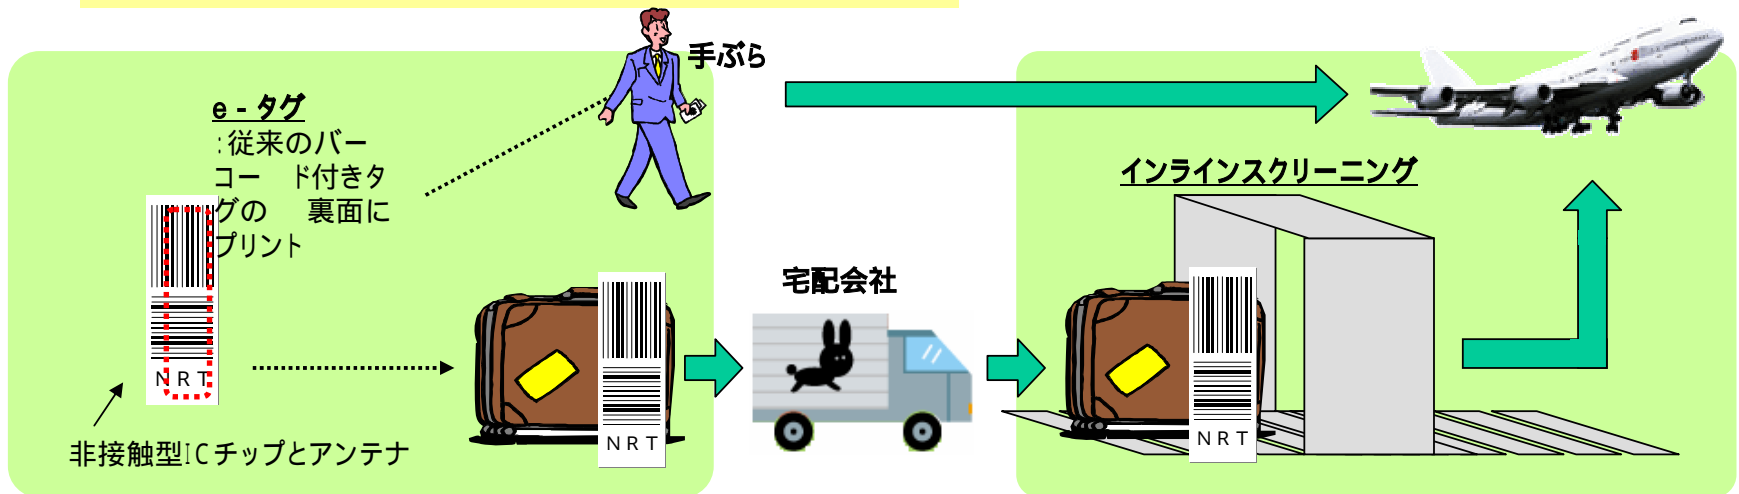 手ぶら
e - タグ
:従来のバー
コー ド付きタ
グの 裏面に
プリント
インラインスクリーニング
宅配会社
NRT
NRT
NRT
非接触型ICチップとアンテナ